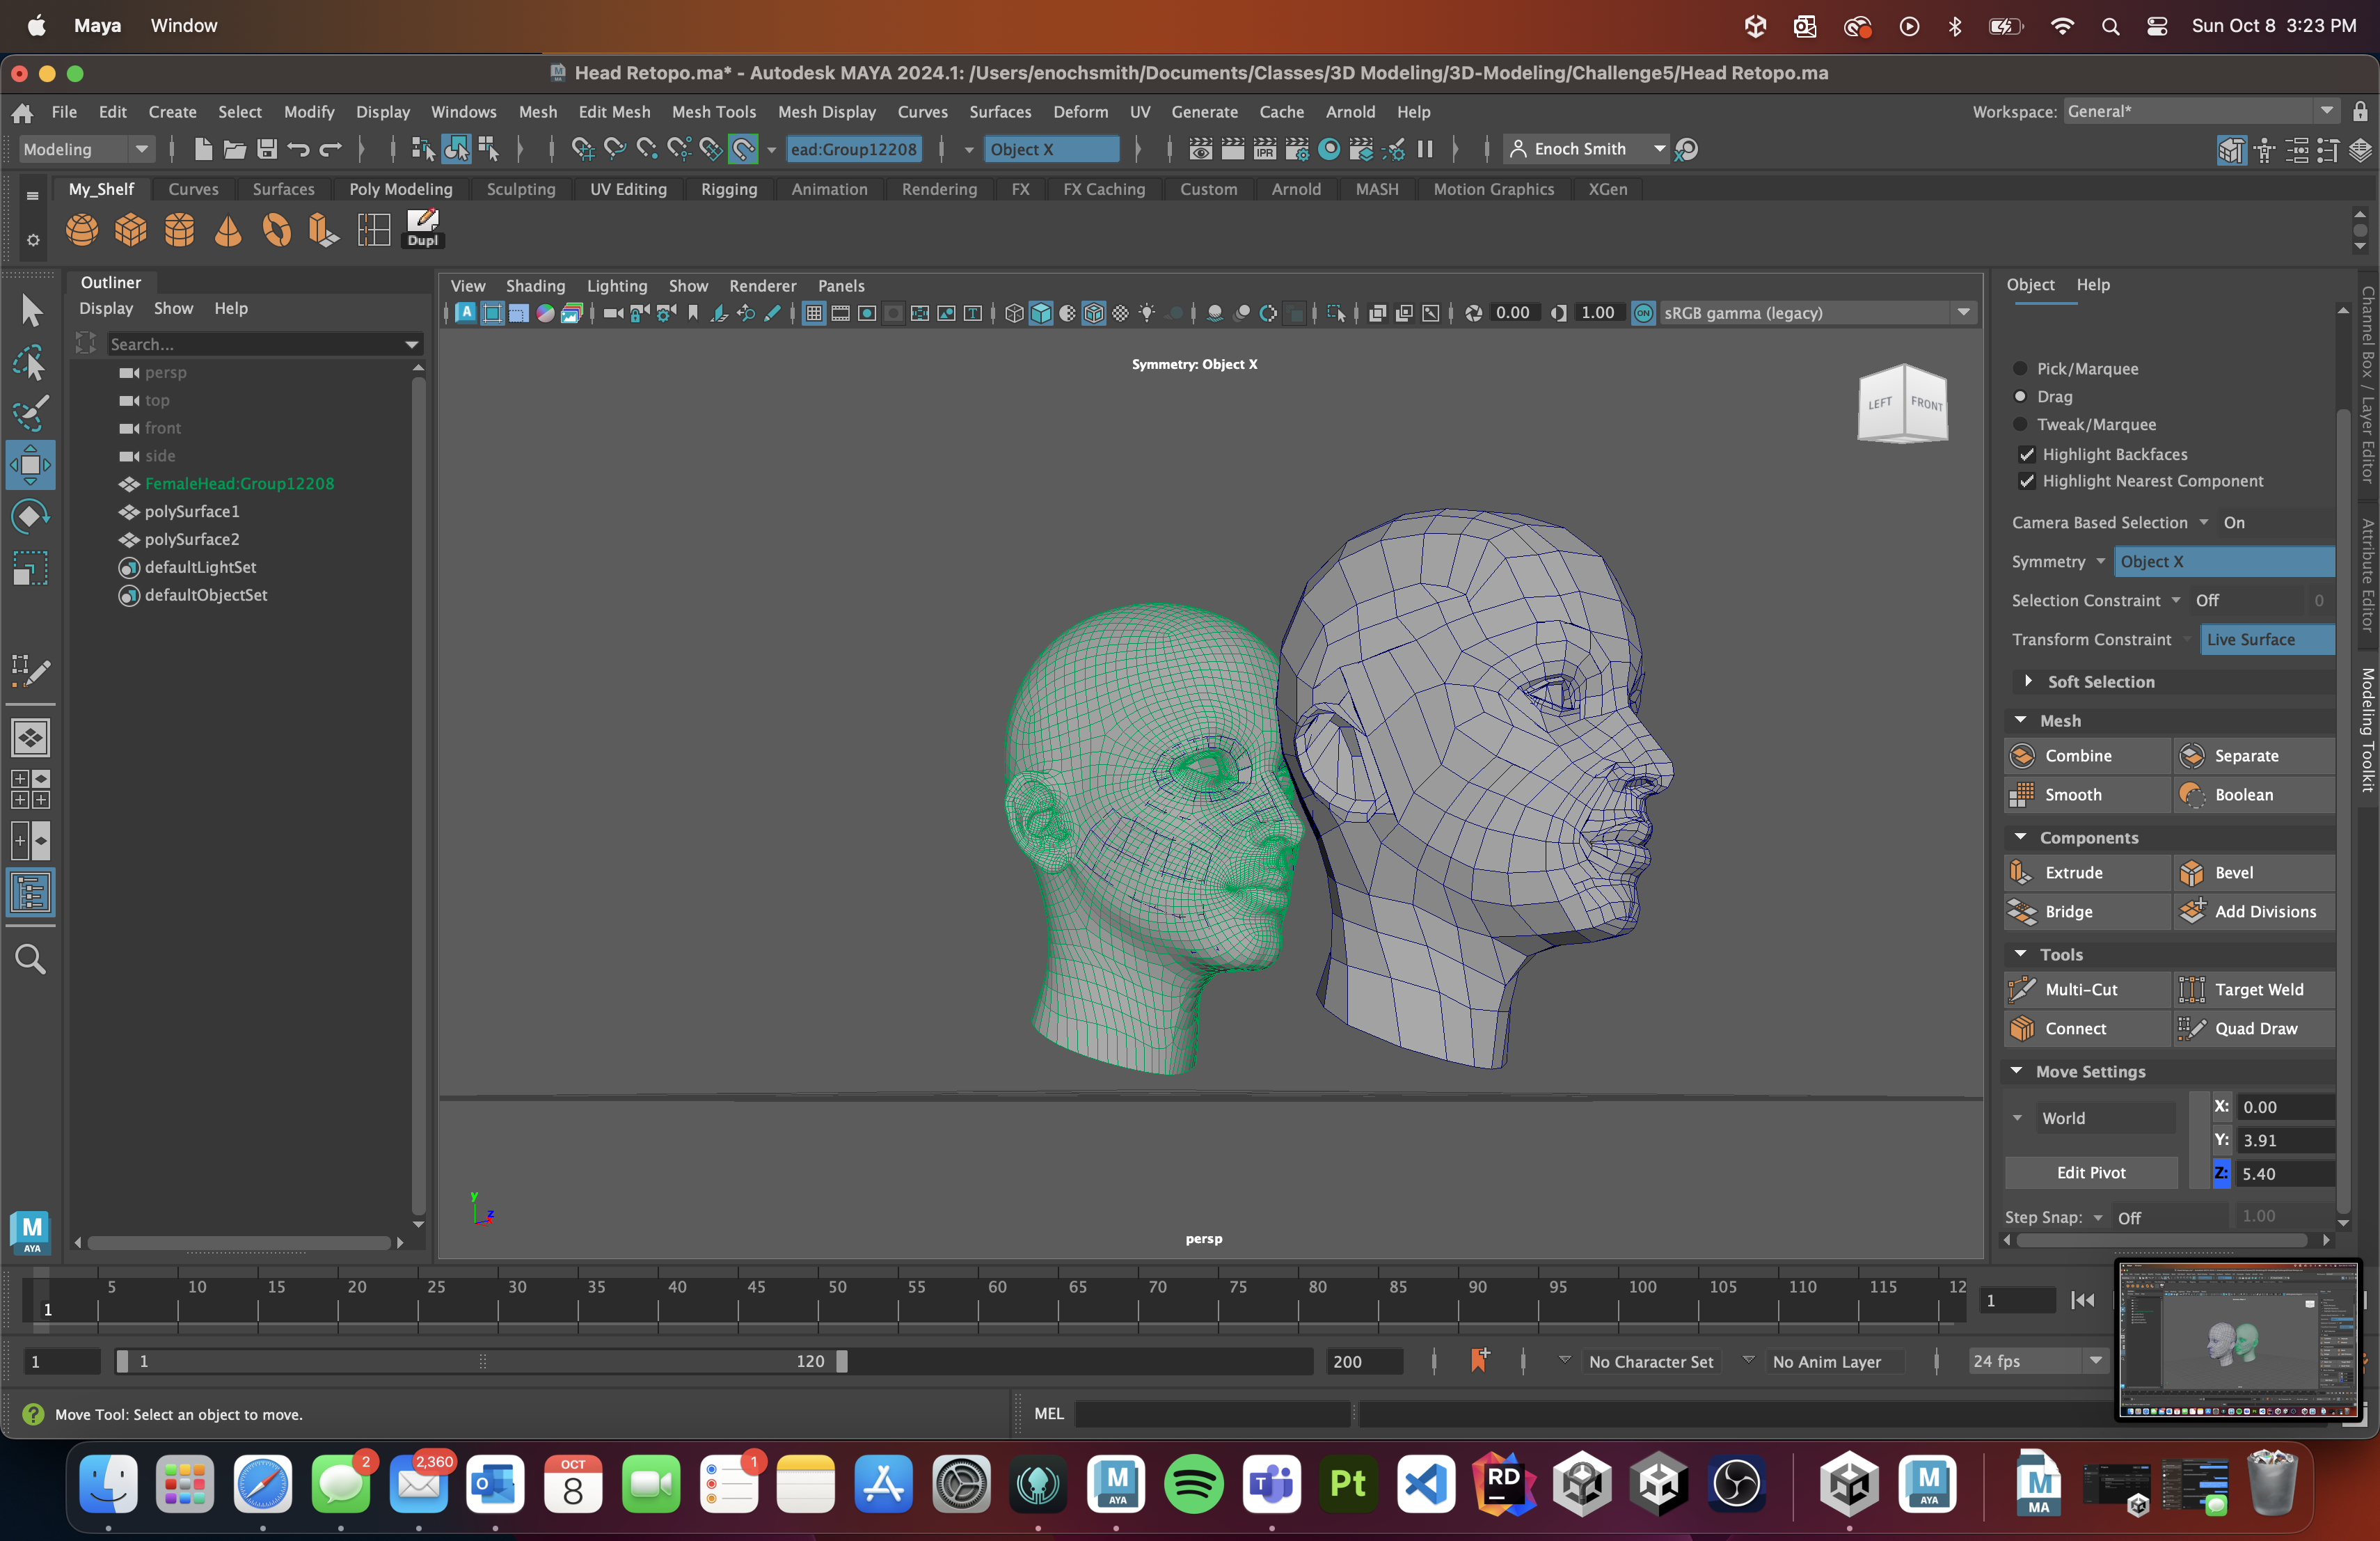 Maya Window Sun Oct 8 3:23 PM
Head Retopo.ma* - Autodesk MAYA 2024.1: /Users/enochsmith/Documents/Classes/3D Modeling/3D-Modeling/Challenge5/Head Retopo.ma
File Edit Create Select Modify Display Windows Mesh Edit Mesh Mesh Tools Mesh Display Curves Surfaces Deform UV Generate Cache Arnold Help Workspace: General*
Modeling ead:Group12208 Object X IPR Enoch Smith
My_Shelf Curves Surfaces Poly Modeling Sculpting UV Editing Rigging Animation Rendering FX FX Caching Custom Arnold MASH Motion Graphics XGen
Dupl
Outliner
Display Show Help
Search...
persp
top
front
side
FemaleHead:Group12208
polySurface1
polySurface2
defaultLightSet
defaultObjectSet
View Shading Lighting Show Renderer Panels
0.00 1.00 ON sRGB gamma (legacy)
Symmetry: Object X
LEFT FRONT
y
z
persp
Object Help
Pick/Marquee
Drag
Tweak/Marquee
Highlight Backfaces
Highlight Nearest Component
Camera Based Selection On
Symmetry Object X
Selection Constraint Off 0
Transform Constraint Live Surface
Soft Selection
Mesh
Combine Separate
Smooth Boolean
Components
Extrude Bevel
Bridge Add Divisions
Tools
Multi-Cut Target Weld
Connect Quad Draw
Move Settings
World X: 0.00
Y: 3.91
Edit Pivot Z: 5.40
Step Snap: Off 1.00
Channel Box / Layer Editor
Attribute Editor
Modeling Toolkit
M
AYA
5 10 15 20 25 30 35 40 45 50 55 60 65 70 75 80 85 90 95 100 105 110 115 12
1 1
1 1 120 200 No Character Set No Anim Layer 24 fps
Move Tool: Select an object to move. MEL
2 2,360 OCT 8 1 M AYA Pt RD M AYA MA